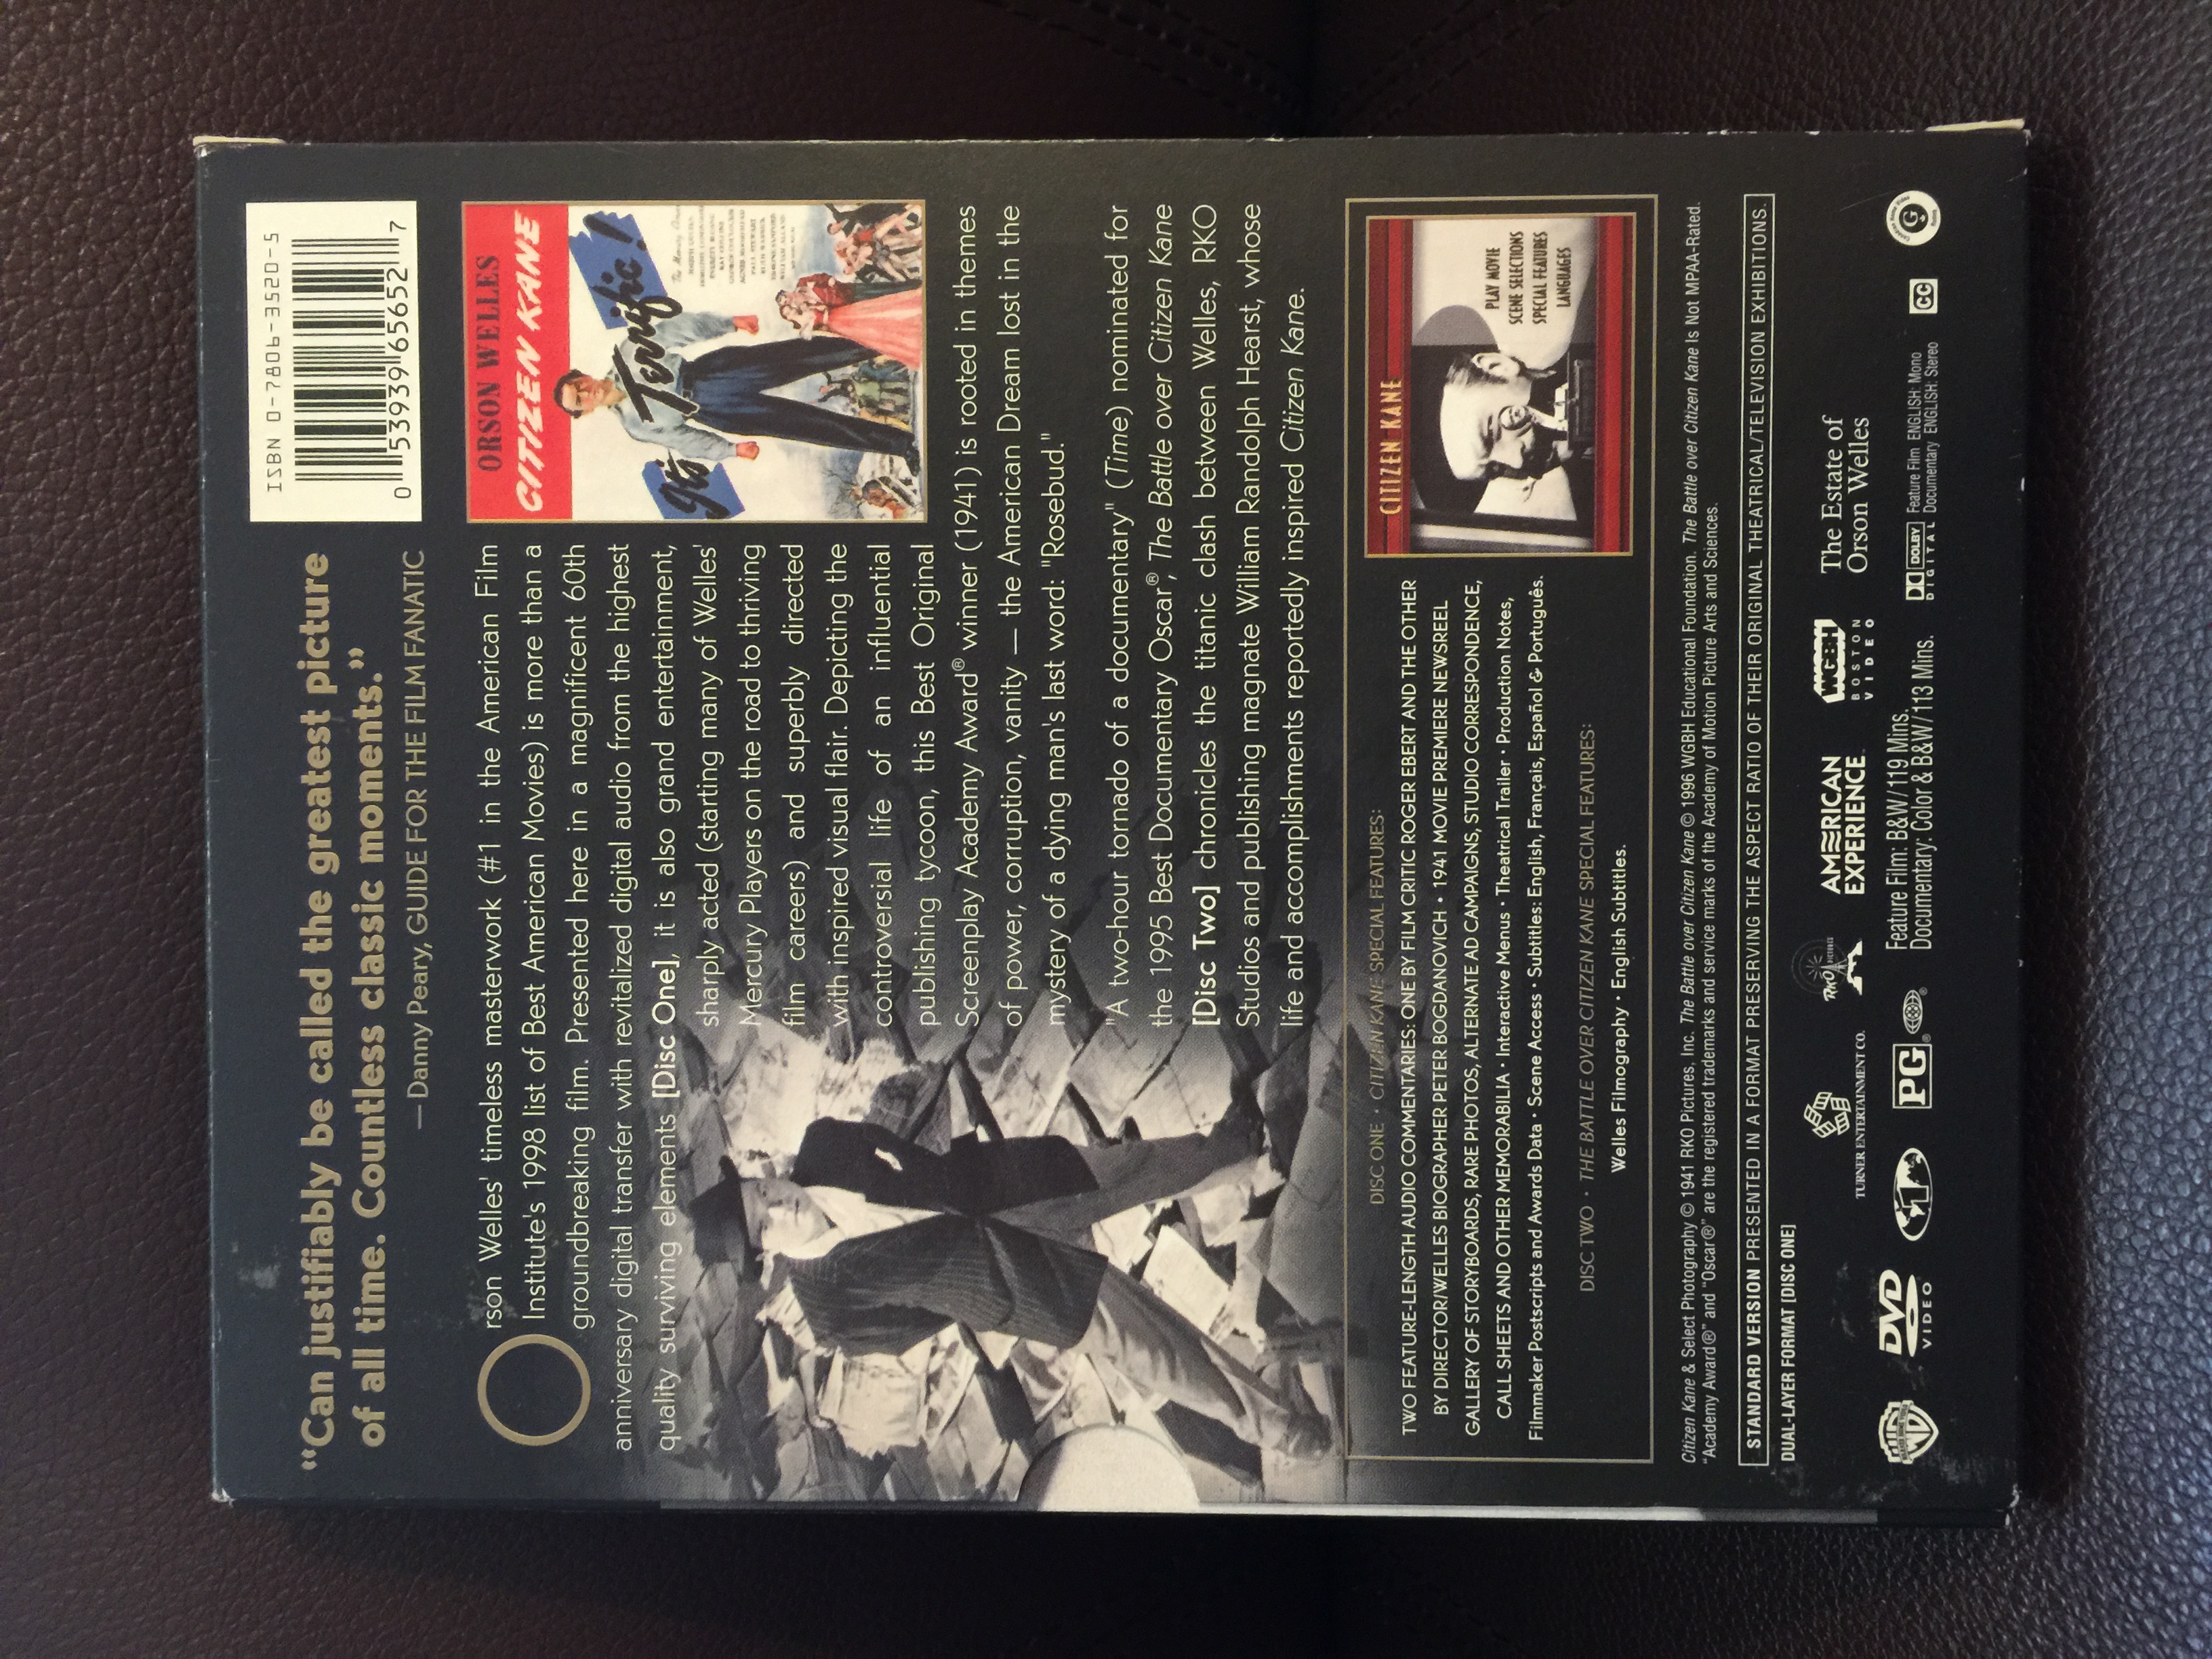 ISBN 0-7806-3520-5
0 53939 65652 7
“Can justifiably be called the greatest picture
of all time. Countless classic moments.”
— Danny Peary, GUIDE FOR THE FILM FANATIC
Orson Welles' timeless masterwork (#1 in the American Film
Institute's 1998 list of Best American Movies) is more than a
groundbreaking film. Presented here in a magnificent 60th
anniversary digital transfer with revitalized digital audio from the highest
quality surviving elements [Disc One], it is also grand entertainment,
sharply acted (starting many of Welles'
Mercury Players on the road to thriving
film careers) and superbly directed
with inspired visual flair. Depicting the
controversial life of an influential
publishing tycoon, this Best Original
Screenplay Academy Award® winner (1941) is rooted in themes
of power, corruption, vanity — the American Dream lost in the
mystery of a dying man's last word: "Rosebud."
"A two-hour tornado of a documentary" (Time) nominated for
the 1995 Best Documentary Oscar®, The Battle over Citizen Kane
[Disc Two] chronicles the titanic clash between Welles, RKO
Studios and publishing magnate William Randolph Hearst, whose
life and accomplishments reportedly inspired Citizen Kane.
ORSON WELLES
CITIZEN KANE
It's Terrific!
DISC ONE • CITIZEN KANE SPECIAL FEATURES:
TWO FEATURE-LENGTH AUDIO COMMENTARIES: ONE BY FILM CRITIC ROGER EBERT AND THE OTHER
BY DIRECTOR/WELLES BIOGRAPHER PETER BOGDANOVICH • 1941 MOVIE PREMIERE NEWSREEL
GALLERY OF STORYBOARDS, RARE PHOTOS, ALTERNATE AD CAMPAIGNS, STUDIO CORRESPONDENCE,
CALL SHEETS AND OTHER MEMORABILIA • Interactive Menus • Theatrical Trailer • Production Notes,
Filmmaker Postscripts and Awards Data • Scene Access • Subtitles: English, Français, Español & Português.
DISC TWO • THE BATTLE OVER CITIZEN KANE SPECIAL FEATURES:
Welles Filmography • English Subtitles.
CITIZEN KANE
PLAY MOVIE
SCENE SELECTIONS
SPECIAL FEATURES
LANGUAGES
Citizen Kane & Select Photography © 1941 RKO Pictures, Inc. The Battle over Citizen Kane © 1996 WGBH Educational Foundation. The Battle over Citizen Kane Is Not MPAA-Rated.
“Academy Award®” and “Oscar®” are the registered trademarks and service marks of the Academy of Motion Picture Arts and Sciences.
STANDARD VERSION PRESENTED IN A FORMAT PRESERVING THE ASPECT RATIO OF THEIR ORIGINAL THEATRICAL/TELEVISION EXHIBITIONS.
DUAL-LAYER FORMAT [DISC ONE]
TURNER ENTERTAINMENT CO.
RKO PICTURES
AMERICAN
EXPERIENCE
WGBH
BOSTON
VIDEO
The Estate of
Orson Welles
WB
DVD
VIDEO
1
PG®
Feature Film: B&W/119 Mins.
Documentary: Color & B&W/113 Mins.
DOLBY
DIGITAL
Feature Film ENGLISH: Mono
Documentary ENGLISH: Stereo
CC
G